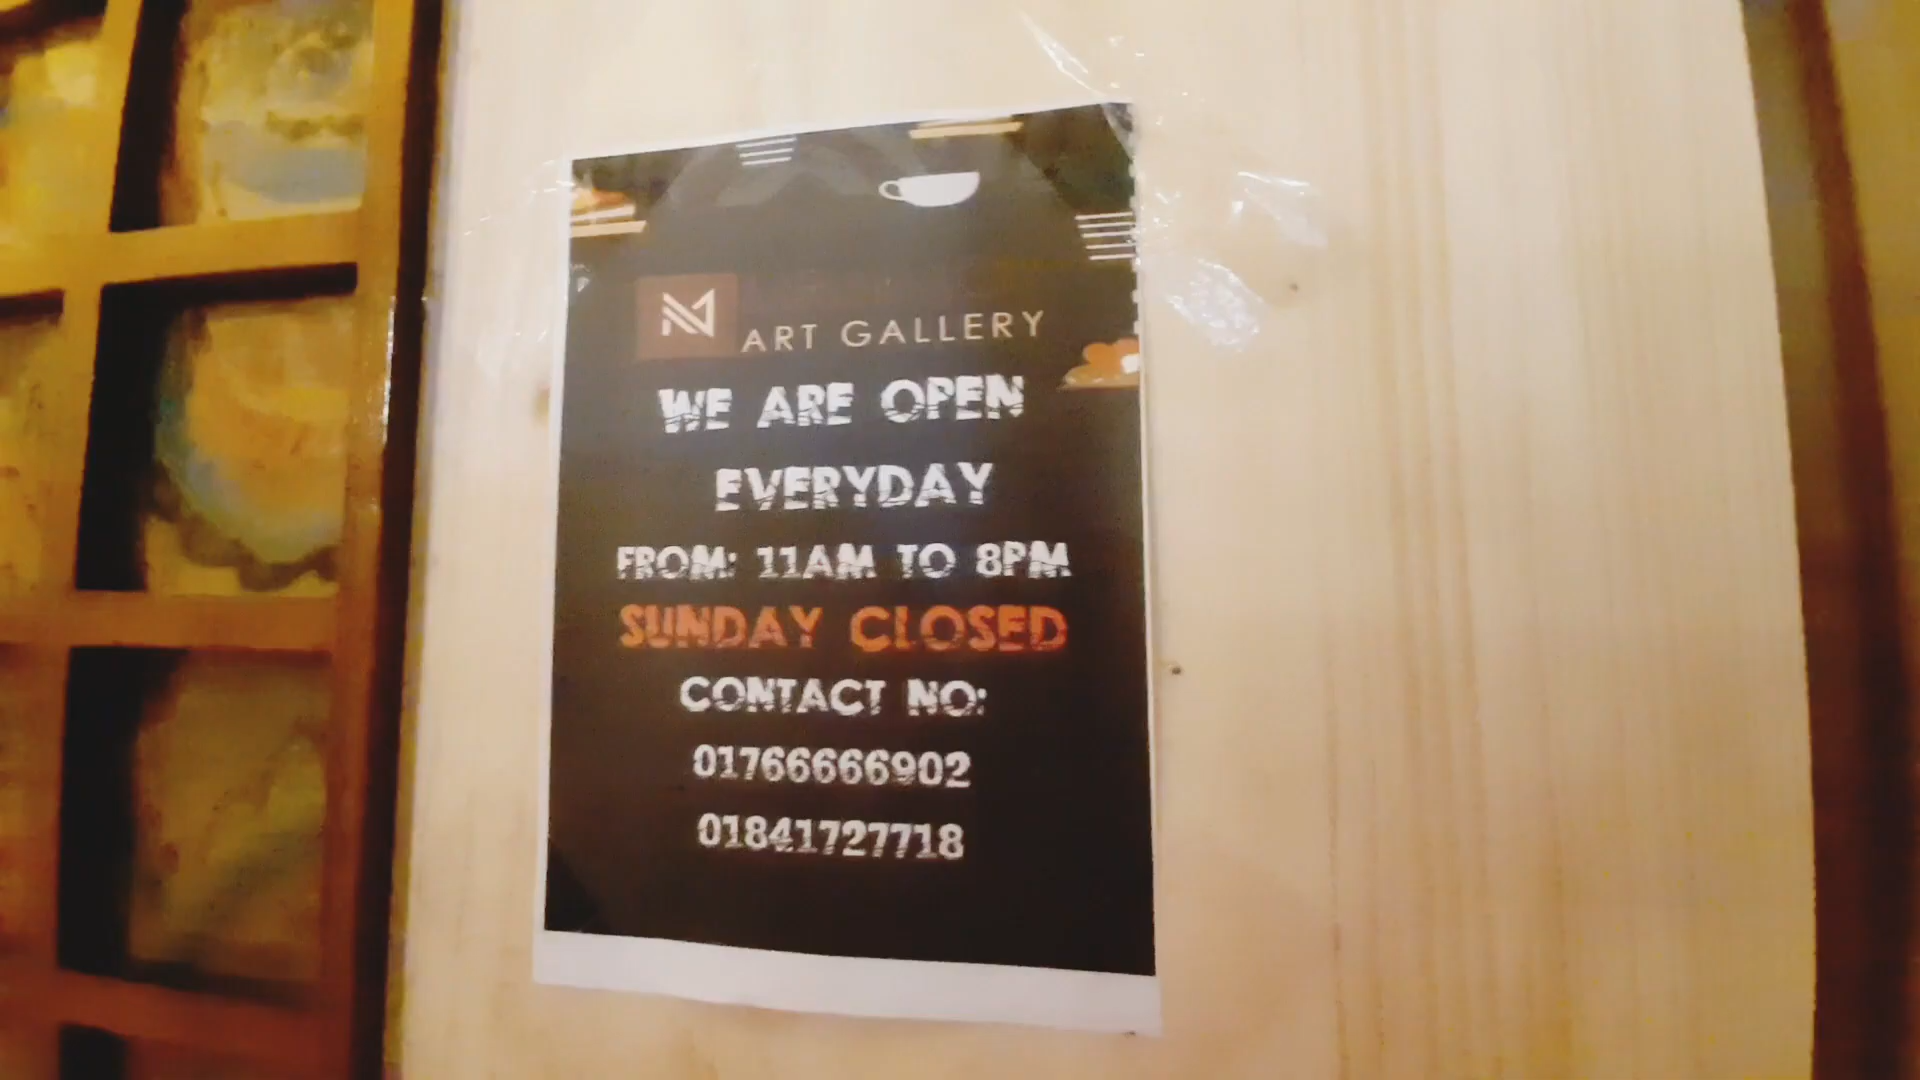 ART GALLERY
WE ARE OPEN
EVERYDAY
FROM: 11AM TO 8PM
SUNDAY CLOSED
CONTACT NO:
01766666902
01841727718